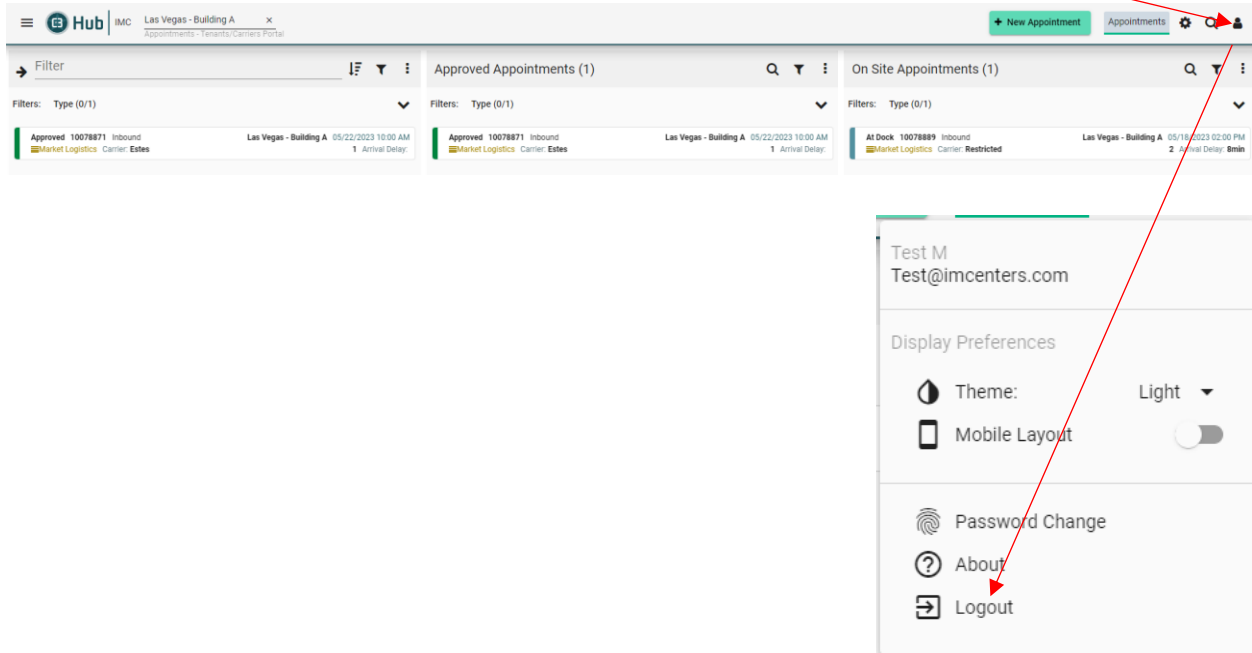 Hub IMC Las Vegas - Building A ×
Appointments - Tenants/Carriers Portal
+ New Appointment Appointments
Filter
Filters: Type (0/1)
Approved 10078871 Inbound Las Vegas - Building A 05/22/2023 10:00 AM
Market Logistics Carrier: Estes 1 Arrival Delay:
Approved Appointments (1)
Filters: Type (0/1)
Approved 10078871 Inbound Las Vegas - Building A 05/22/2023 10:00 AM
Market Logistics Carrier: Estes 1 Arrival Delay:
On Site Appointments (1)
Filters: Type (0/1)
At Dock 10078889 Inbound Las Vegas - Building A 05/18/2023 02:00 PM
Market Logistics Carrier: Restricted 2 Arrival Delay: 8min
Test M
Test@imcenters.com
Display Preferences
Theme: Light
Mobile Layout
Password Change
About
Logout